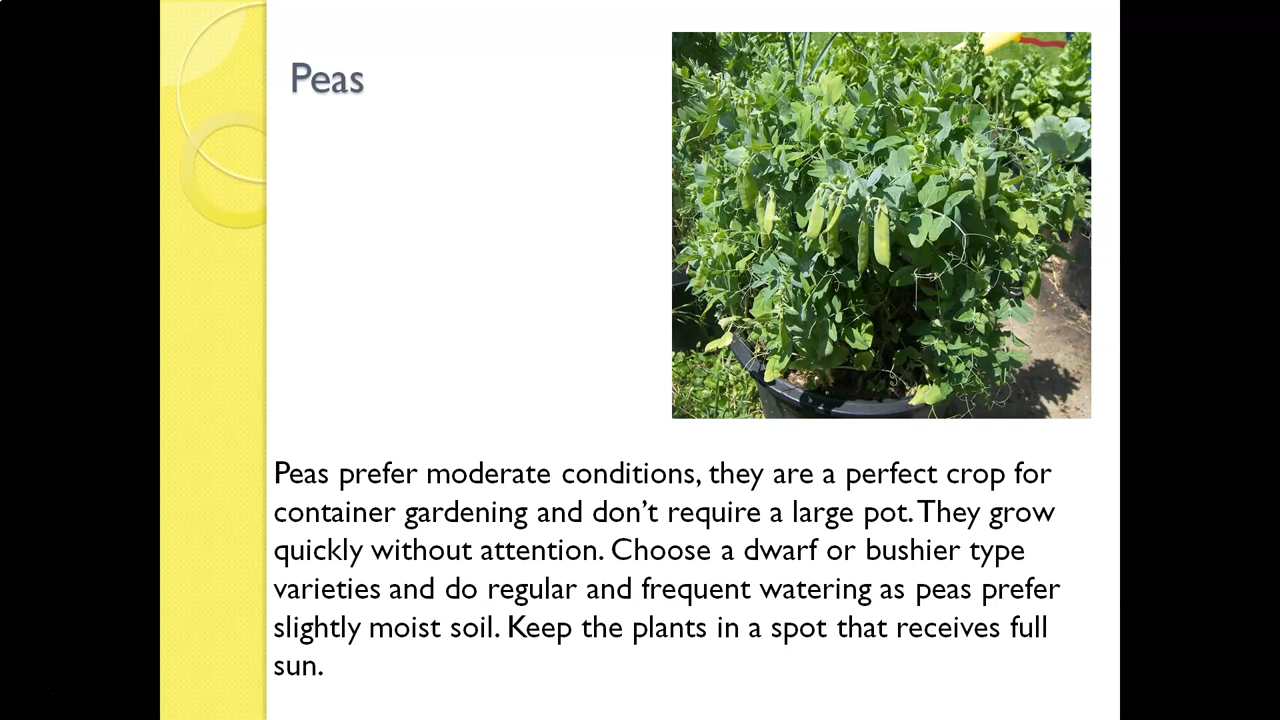 Peas
Peas prefer moderate conditions, they are a perfect crop for
container gardening and don’t require a large pot. They grow
quickly without attention. Choose a dwarf or bushier type
varieties and do regular and frequent watering as peas prefer
slightly moist soil. Keep the plants in a spot that receives full
sun.